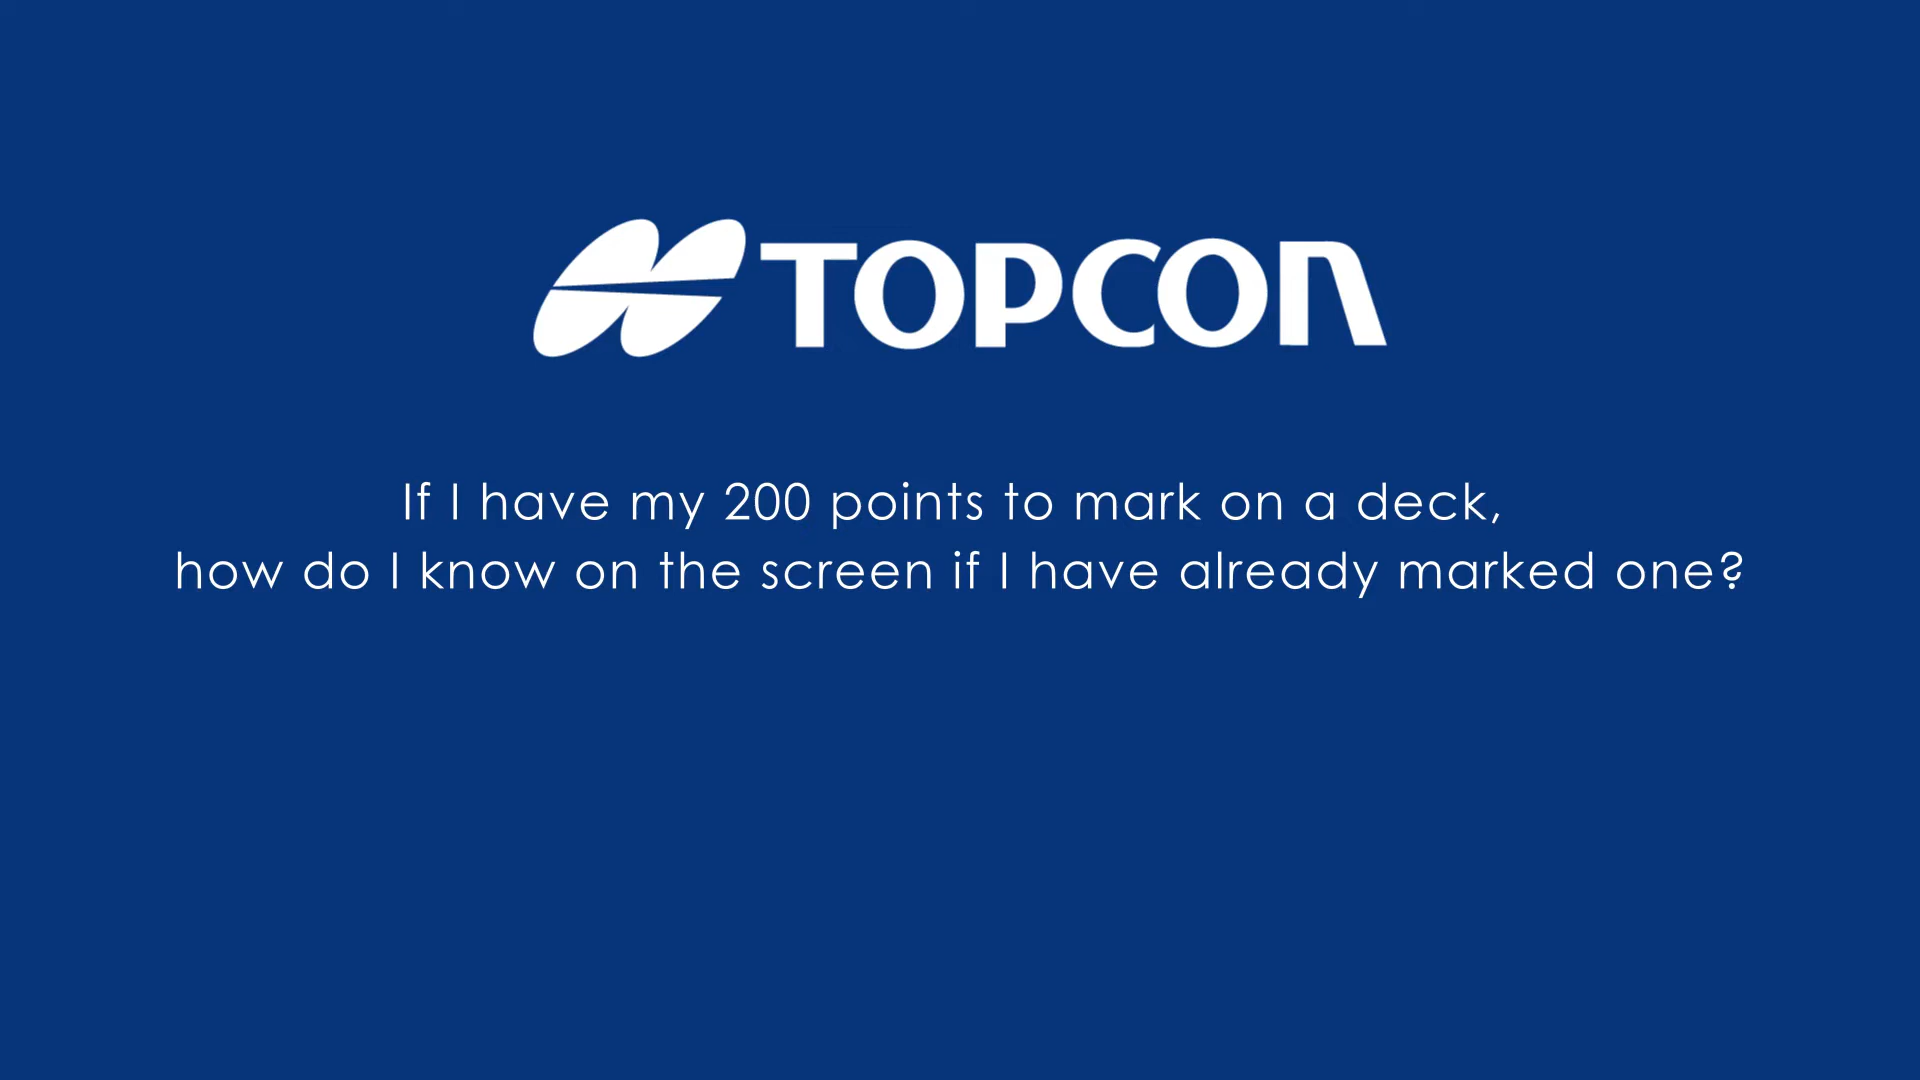 TOPCON
If I have my 200 points to mark on a deck,
how do I know on the screen if I have already marked one?